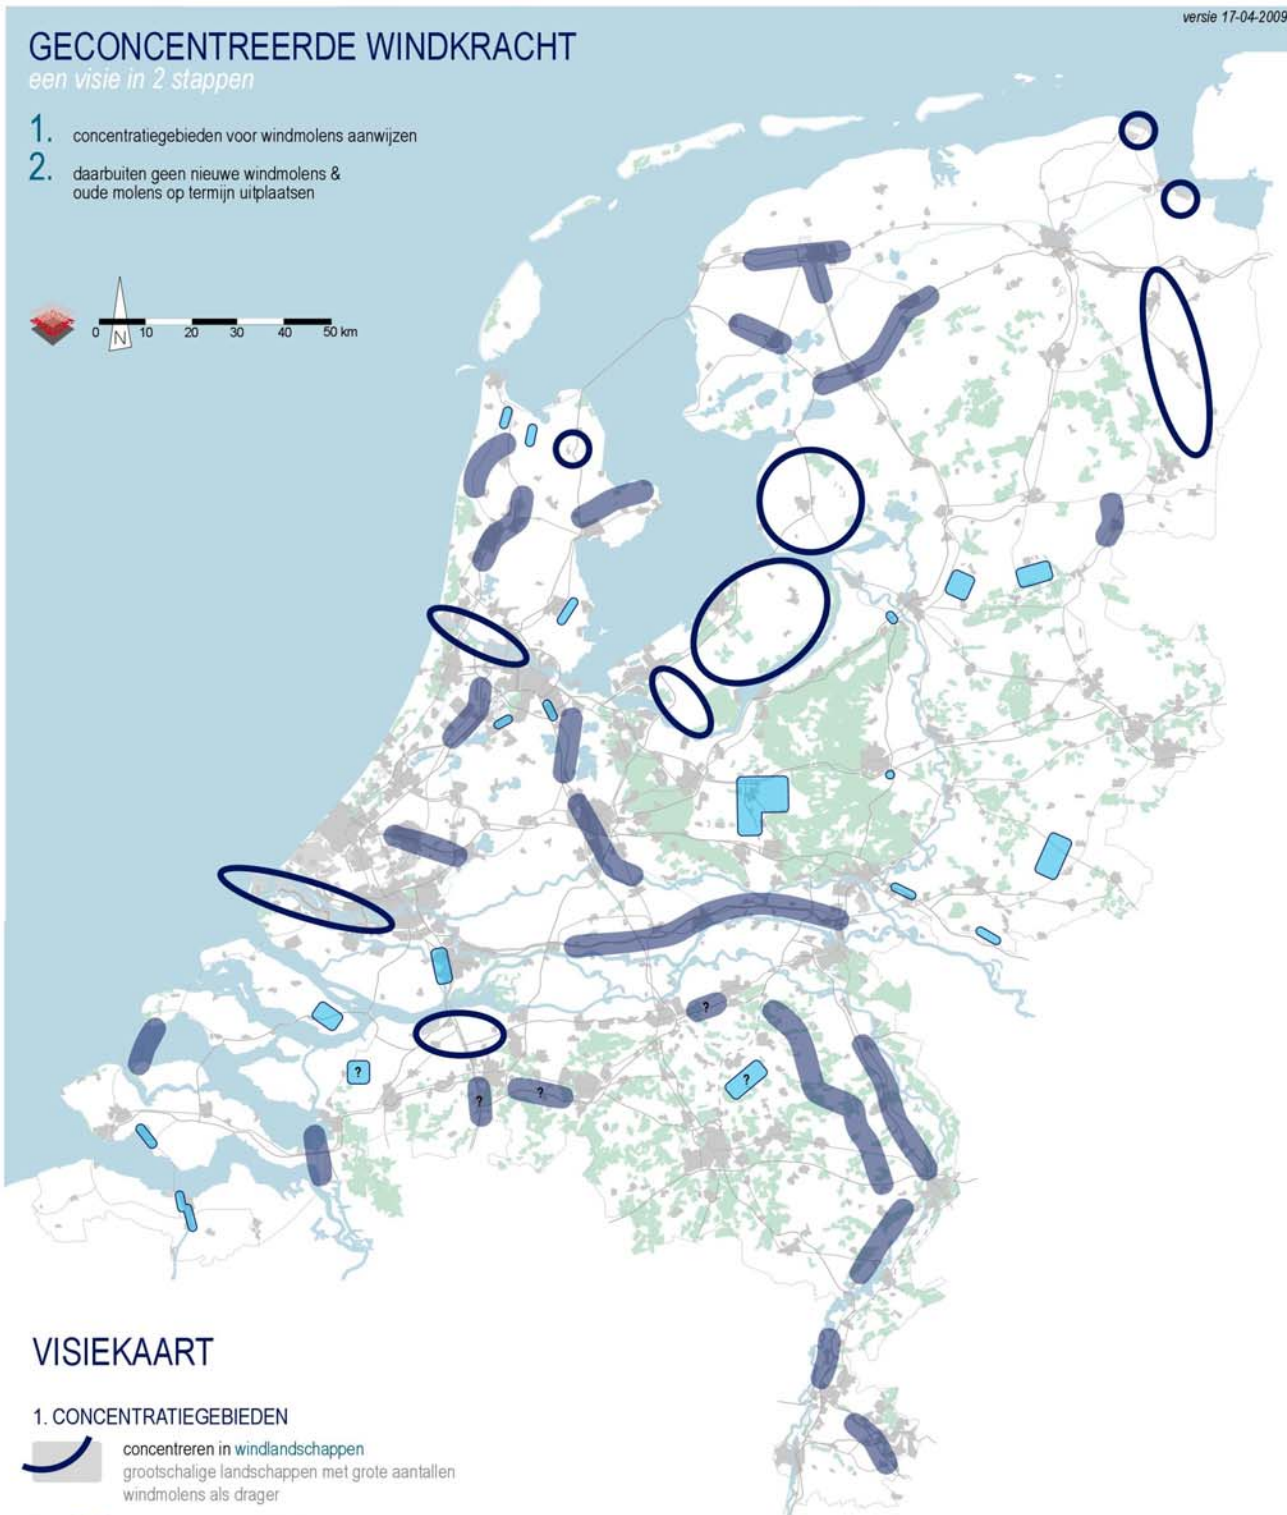 versie 17-04-2009
GECONCENTREERDE WINDKRACHT
een visie in 2 stappen
1. concentratiegebieden voor windmolens aanwijzen
2. daarbuiten geen nieuwe windmolens &
oude molens op termijn uitplaatsen
0 10 20 30 40 50 km
N
?
?
?
?
?
VISIEKAART
1. CONCENTRATIEGEBIEDEN
concentreren in windlandschappen
grootschalige landschappen met grote aantallen
windmolens als drager